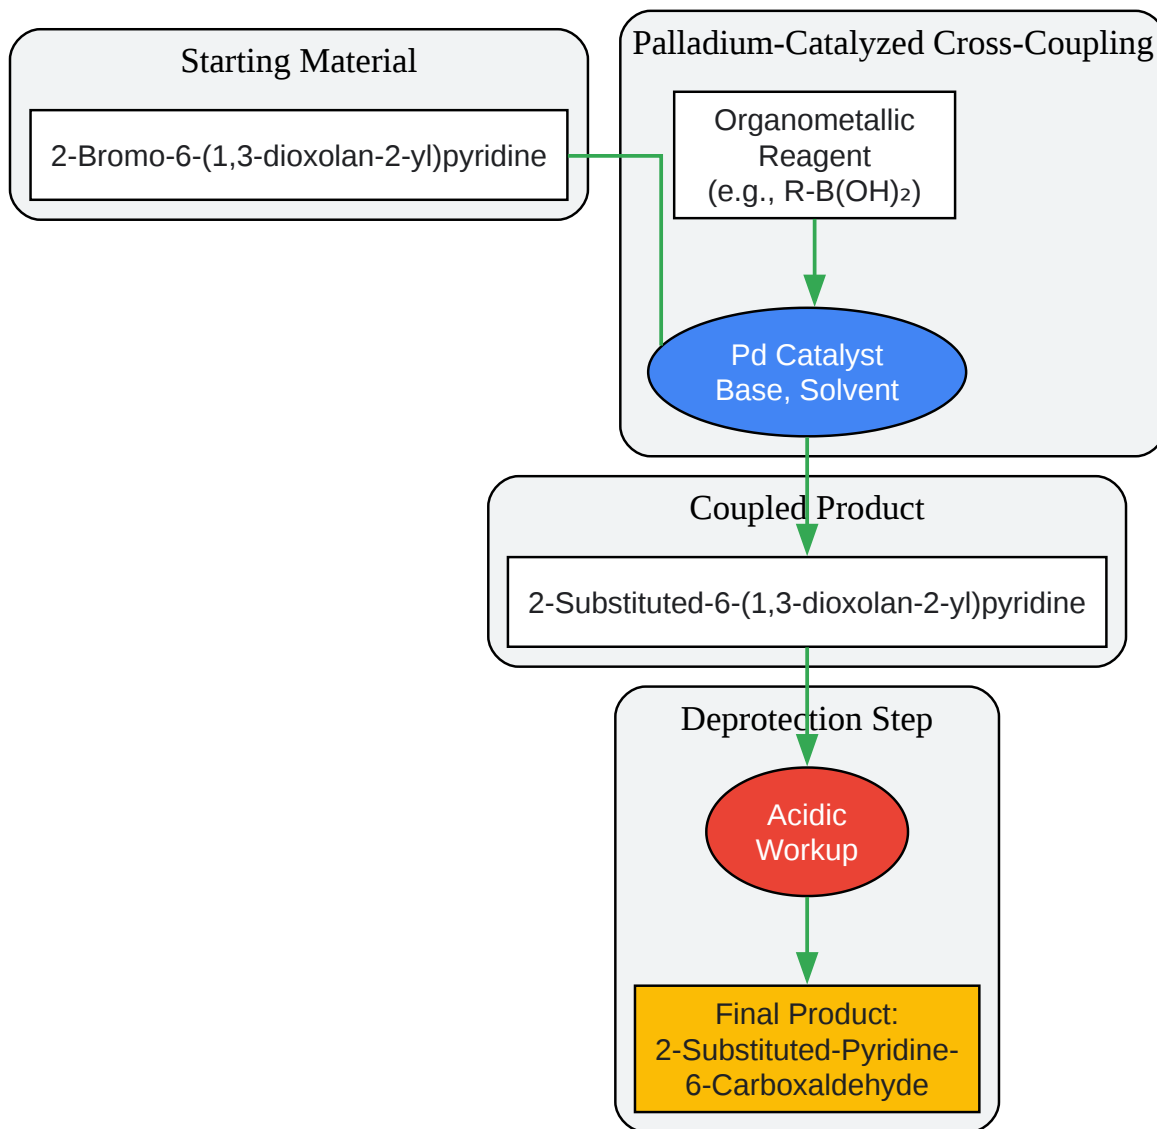 Starting Material
2-Bromo-6-(1,3-dioxolan-2-yl)pyridine
Palladium-Catalyzed Cross-Coupling
Organometallic
Reagent
(e.g., R-B(OH)₂)
Pd Catalyst
Base, Solvent
Coupled Product
2-Substituted-6-(1,3-dioxolan-2-yl)pyridine
Deprotection Step
Acidic
Workup
Final Product:
2-Substituted-Pyridine-
6-Carboxaldehyde